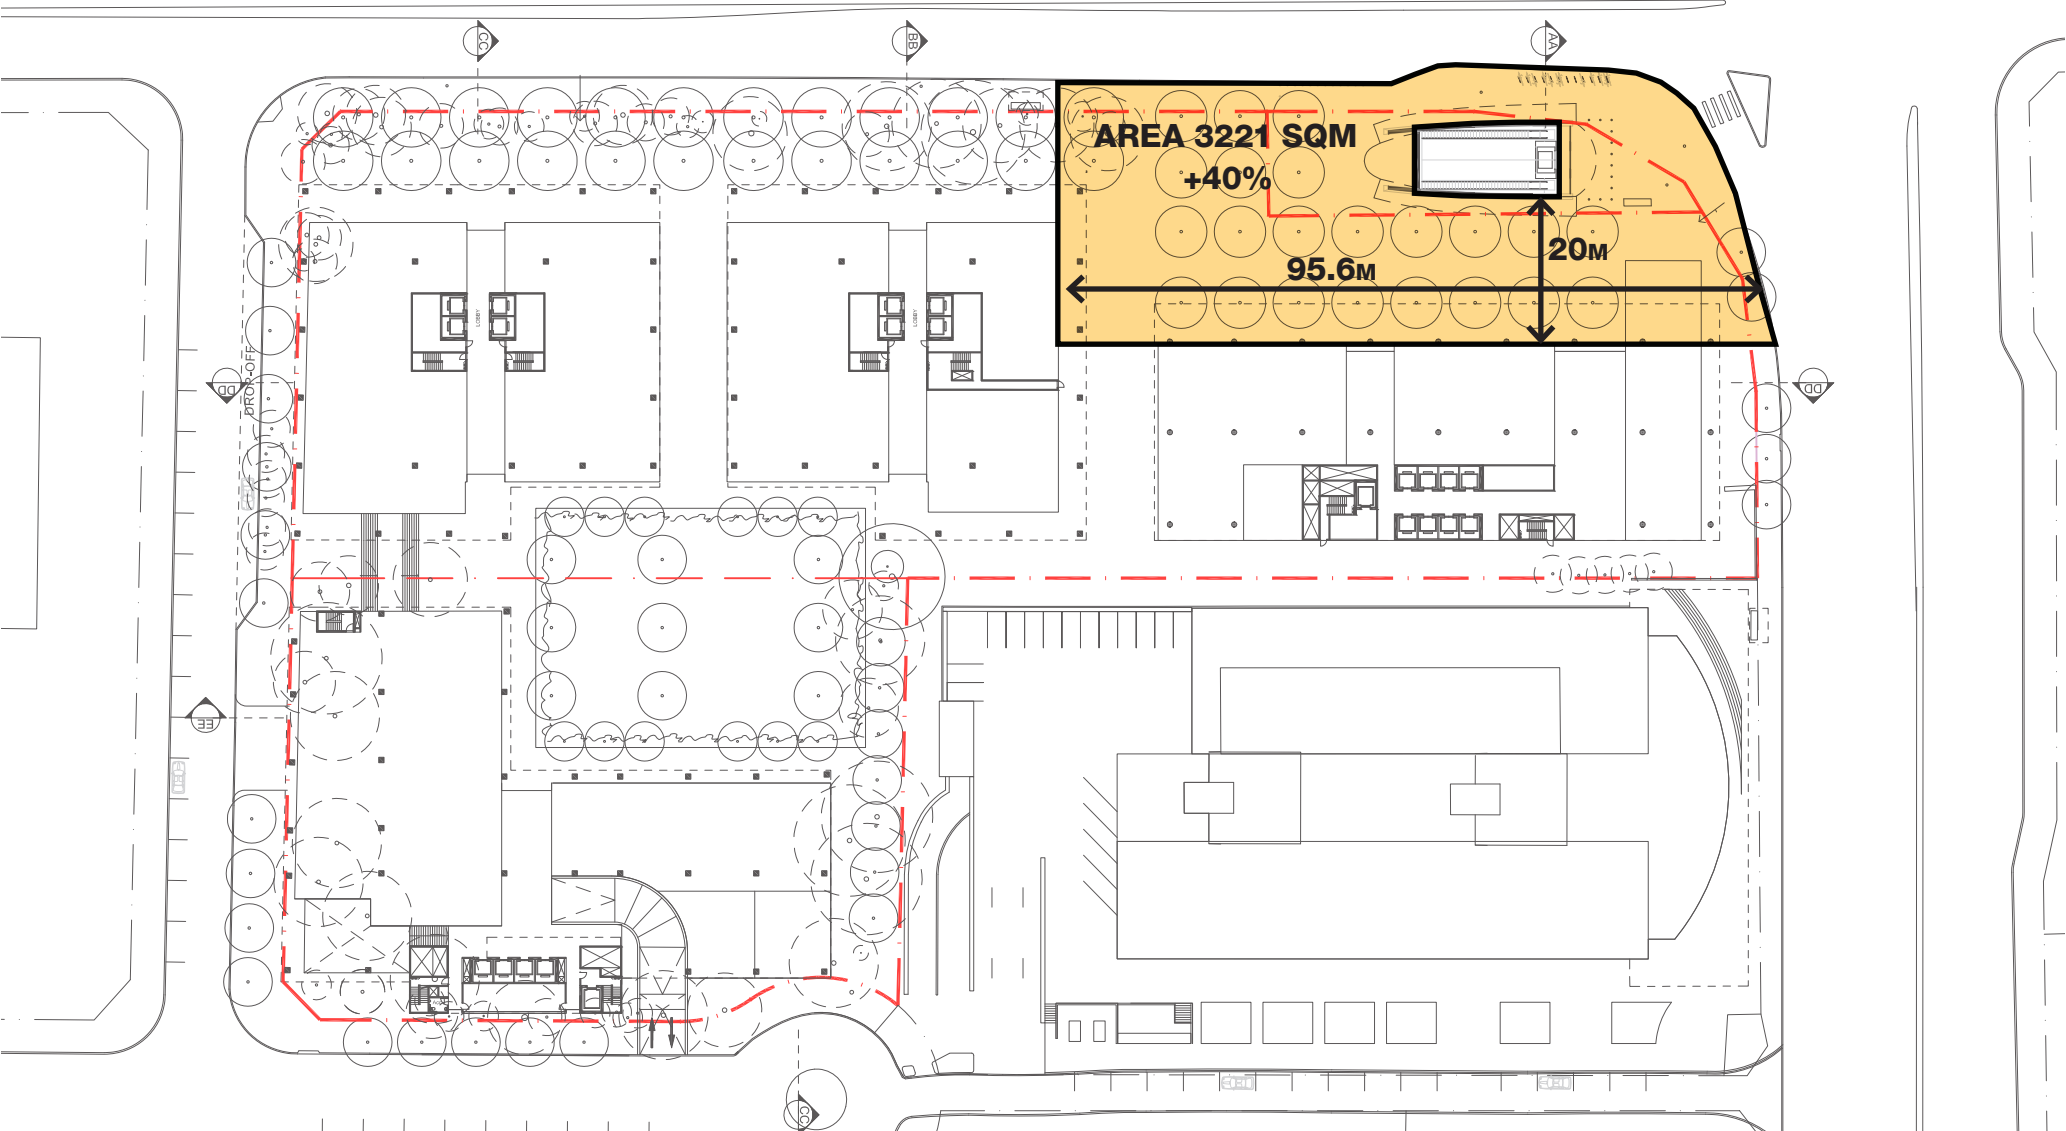 CC
BB
AA
AREA 3221 SQM
+40%
20M
95.6M
LOBBY
LOBBY
DROP-OFF
DD
DD
EE
CC